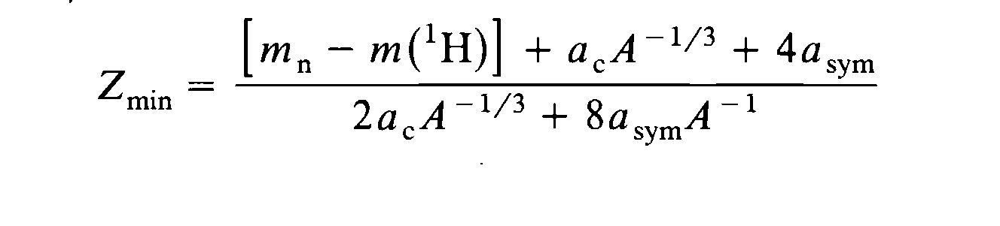 Z_min = ([m_n − m(¹H)] + a_c A^{−1/3} + 4a_sym) / (2a_c A^{−1/3} + 8a_sym A^{−1})